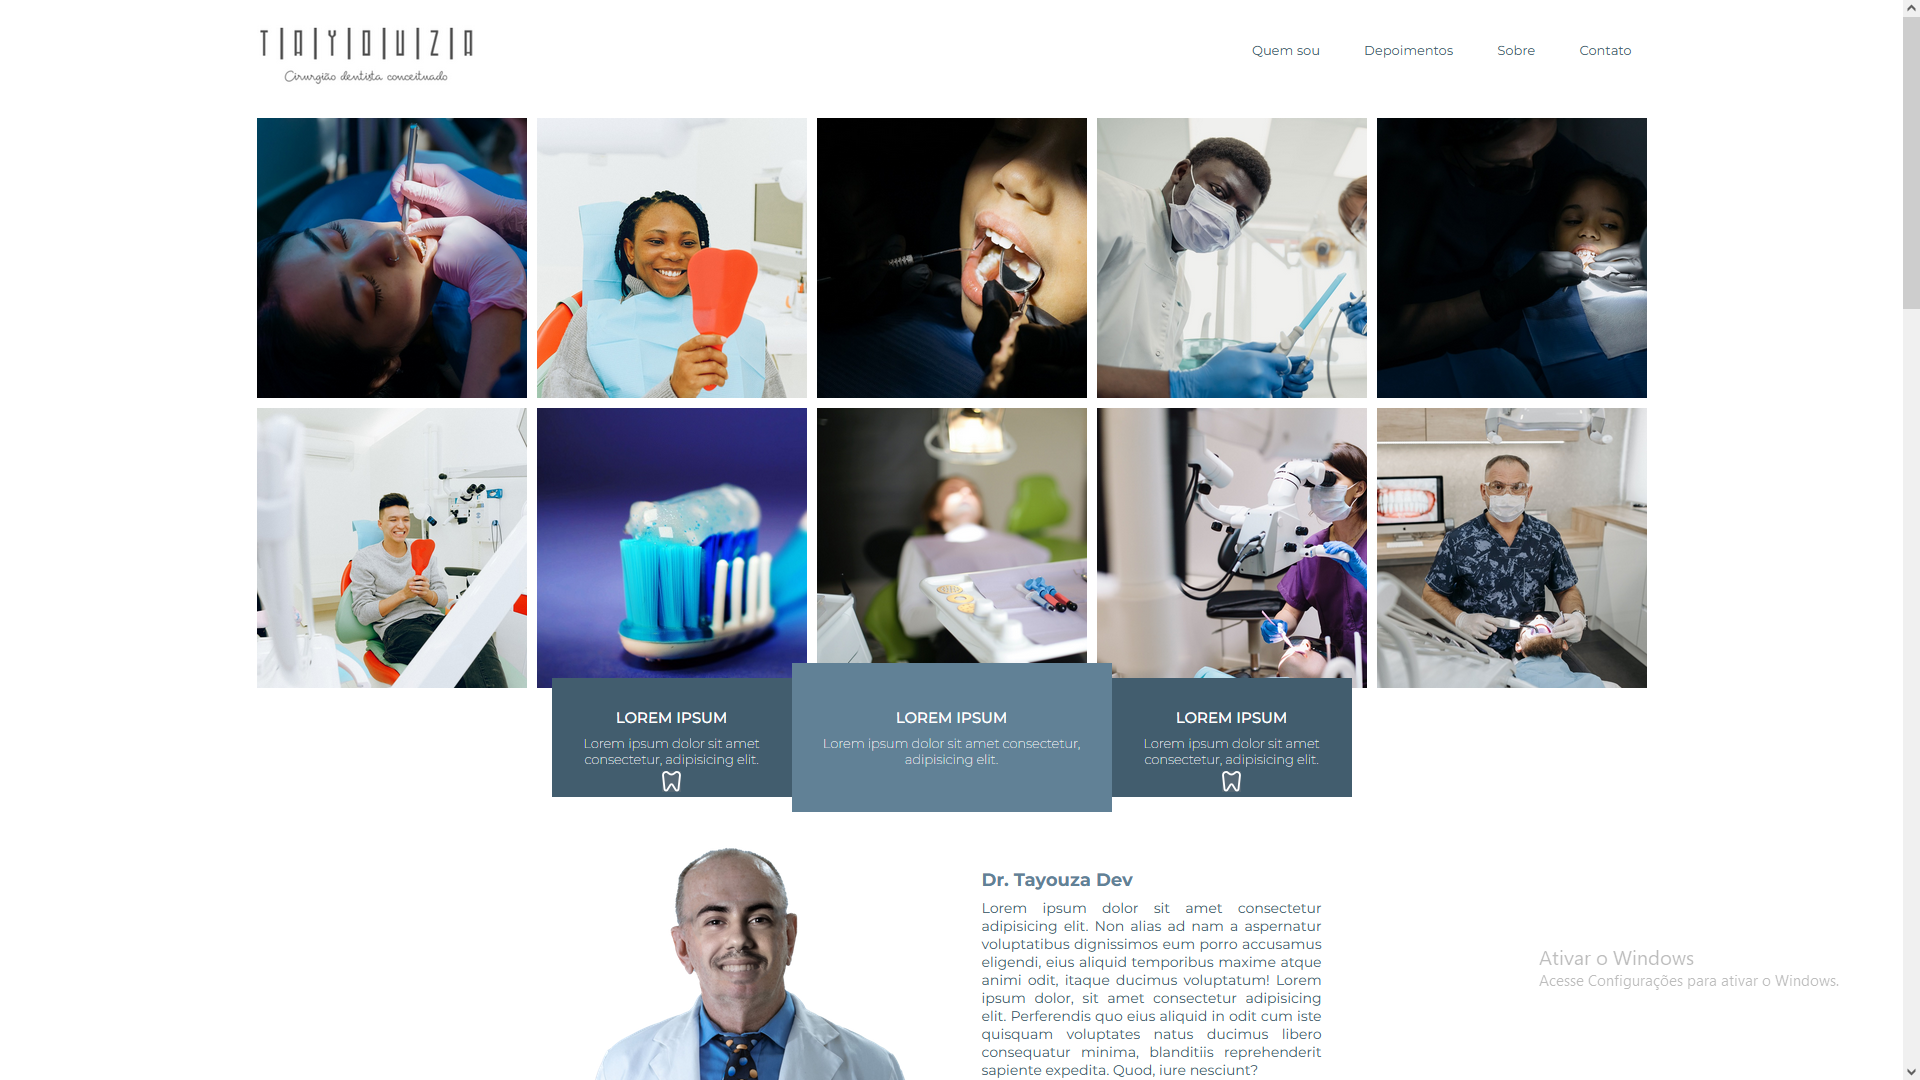 T|A|Y|O|U|Z|A
Cirurgião dentista conceituado
Quem sou
Depoimentos
Sobre
Contato
LOREM IPSUM
Lorem ipsum dolor sit amet
consectetur, adipisicing elit.
LOREM IPSUM
Lorem ipsum dolor sit amet consectetur,
adipisicing elit.
LOREM IPSUM
Lorem ipsum dolor sit amet
consectetur, adipisicing elit.
Dr. Tayouza Dev
Lorem ipsum dolor sit amet consectetur
adipisicing elit. Non alias ad nam a aspernatur
voluptatibus dignissimos eum porro accusamus
eligendi, eius aliquid temporibus maxime atque
animi odit, itaque ducimus voluptatum! Lorem
ipsum dolor, sit amet consectetur adipisicing
elit. Perferendis quo eius aliquid in odit cum iste
quisquam voluptates natus ducimus libero
consequatur minima, blanditiis reprehenderit
sapiente expedita. Quod, iure nesciunt?
Ativar o Windows
Acesse Configurações para ativar o Windows.